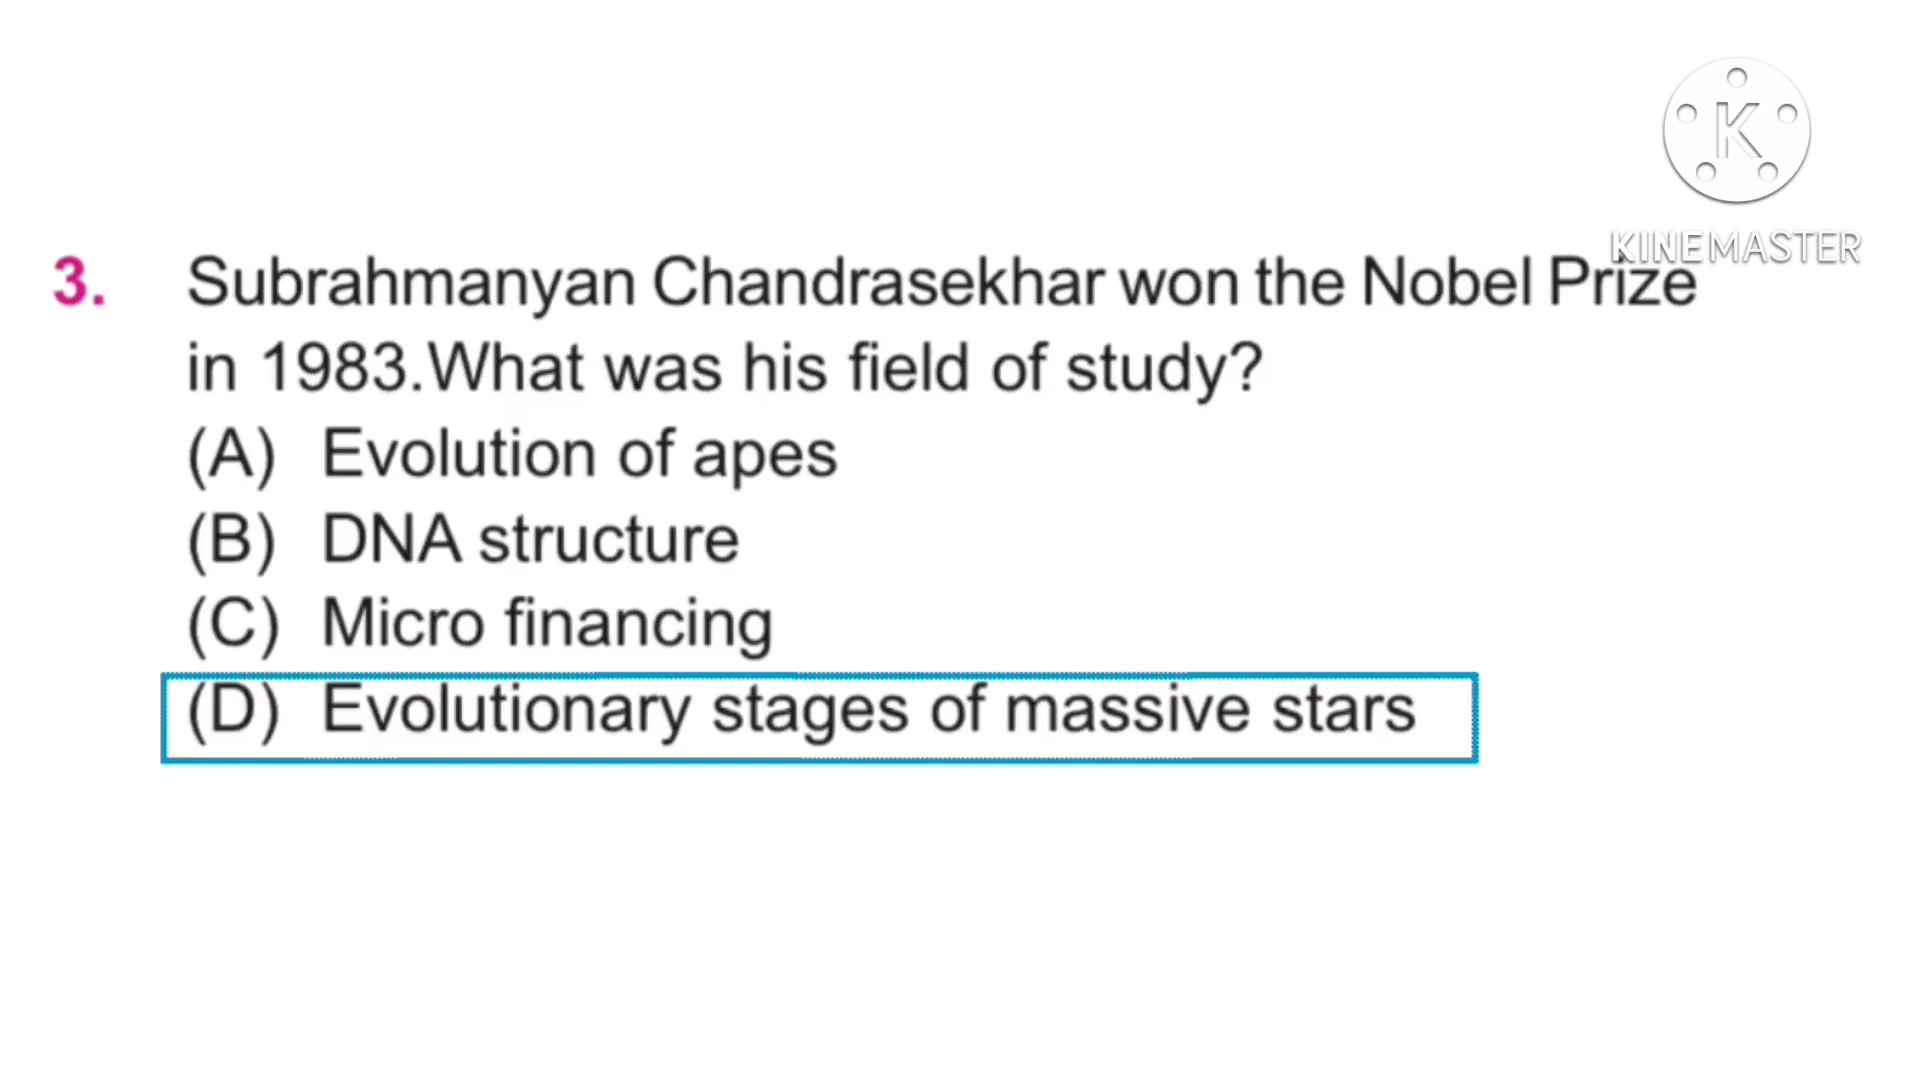 K
KINEMASTER
3. Subrahmanyan Chandrasekhar won the Nobel Prize
in 1983.What was his field of study?
(A) Evolution of apes
(B) DNA structure
(C) Micro financing
(D) Evolutionary stages of massive stars